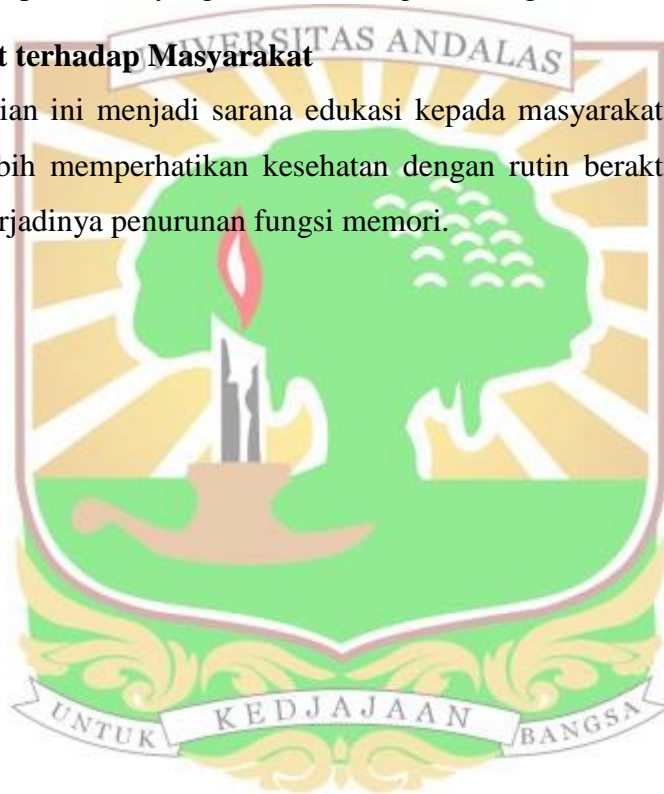 UNIVERSITAS ANDALAS
t terhadap Masyarakat
ian ini menjadi sarana edukasi kepada masyarakat
bih memperhatikan kesehatan dengan rutin berakt
rjadinya penurunan fungsi memori.
UNTUK KEDJAJAAN BANGSA